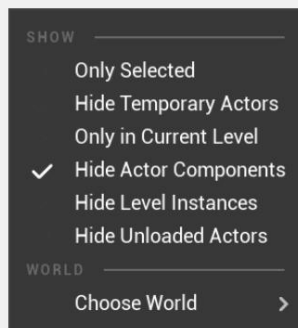 SHOW
Only Selected
Hide Temporary Actors
Only in Current Level
Hide Actor Components
Hide Level Instances
Hide Unloaded Actors
WORLD
Choose World